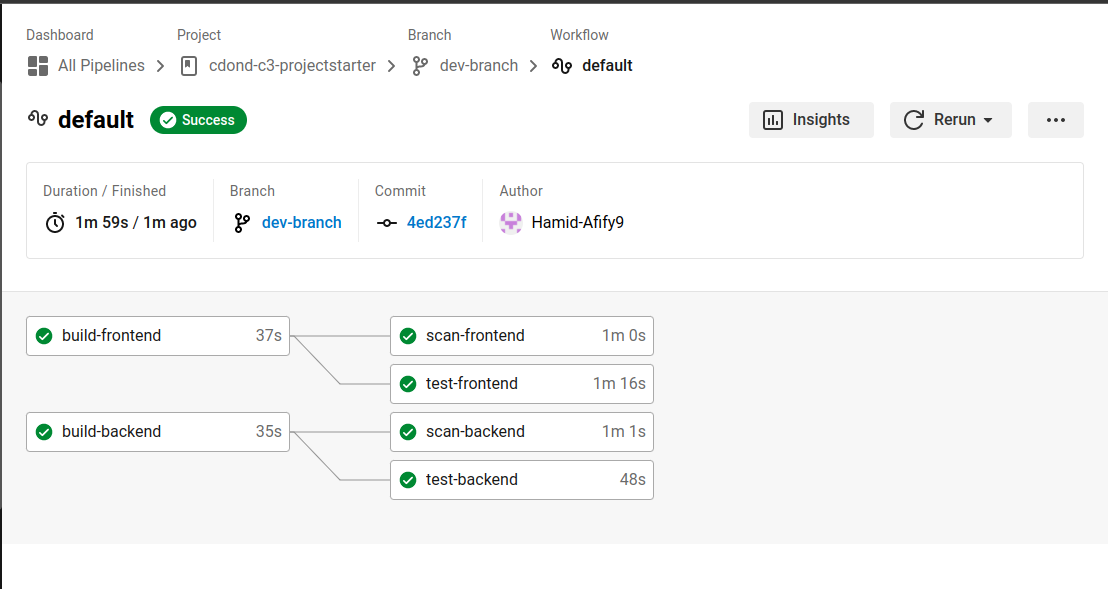 Dashboard Project Branch Workflow
All Pipelines cdond-c3-projectstarter dev-branch default
default Success Insights Rerun
Duration / Finished Branch Commit Author
1m 59s / 1m ago dev-branch 4ed237f Hamid-Afify9
build-frontend 37s scan-frontend 1m 0s
test-frontend 1m 16s
build-backend 35s scan-backend 1m 1s
test-backend 48s